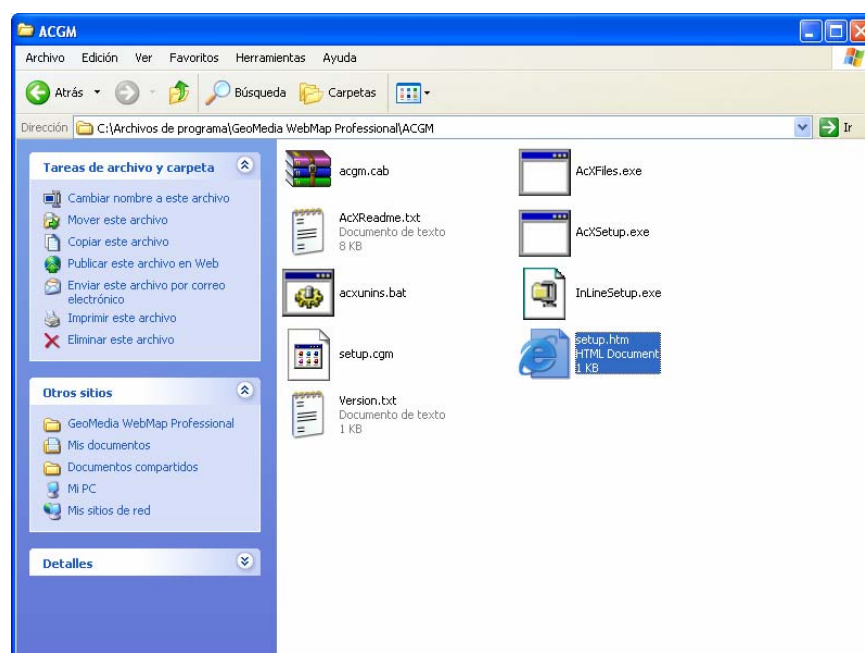 ACGM
Archivo Edición Ver Favoritos Herramientas Ayuda
Atrás Búsqueda Carpetas
Dirección C:\Archivos de programa\GeoMedia WebMap Professional\ACGM Ir
Tareas de archivo y carpeta
Cambiar nombre a este archivo
Mover este archivo
Copiar este archivo
Publicar este archivo en Web
Enviar este archivo por correo
electrónico
Imprimir este archivo
Eliminar este archivo
Otros sitios
GeoMedia WebMap Professional
Mis documentos
Documentos compartidos
Mi PC
Mis sitios de red
Detalles
acgm.cab
AcXFiles.exe
AcXReadme.txt
Documento de texto
8 KB
AcXSetup.exe
acxunins.bat
InLineSetup.exe
setup.cgm
setup.htm
HTML Document
1 KB
Version.txt
Documento de texto
1 KB